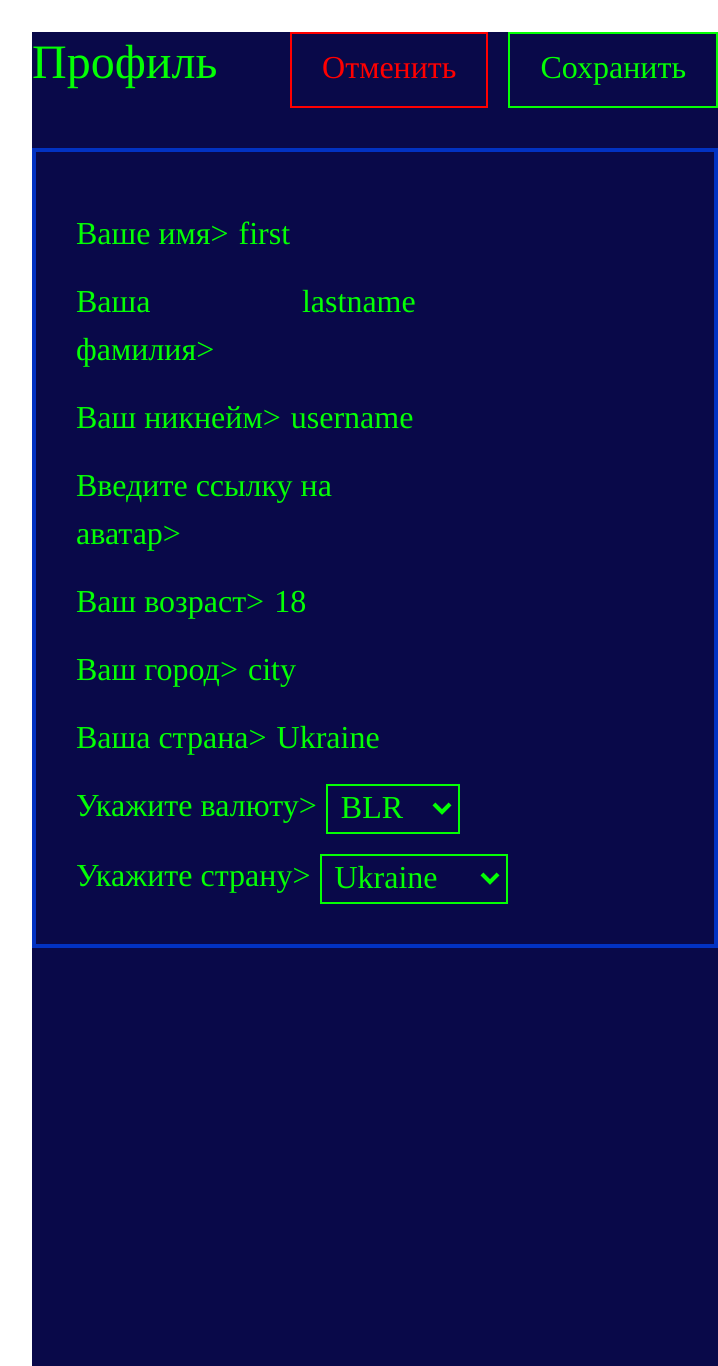 Профиль Отменить Сохранить
Ваше имя> first
Ваша lastname
фамилия>
Ваш никнейм> username
Введите ссылку на
аватар>
Ваш возраст> 18
Ваш город> city
Ваша страна> Ukraine
Укажите валюту> BLR
Укажите страну> Ukraine